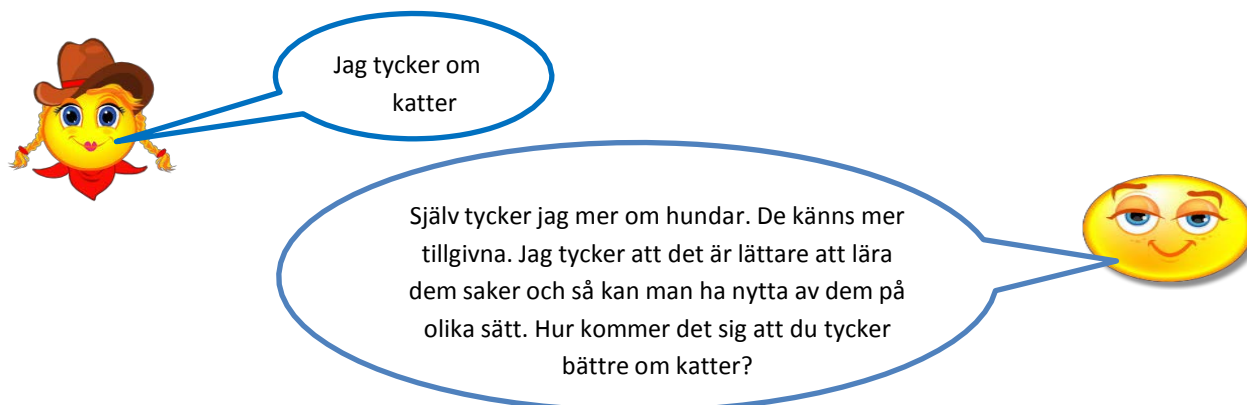 Jag tycker om
katter
Själv tycker jag mer om hundar. De känns mer
tillgivna. Jag tycker att det är lättare att lära
dem saker och så kan man ha nytta av dem på
olika sätt. Hur kommer det sig att du tycker
bättre om katter?